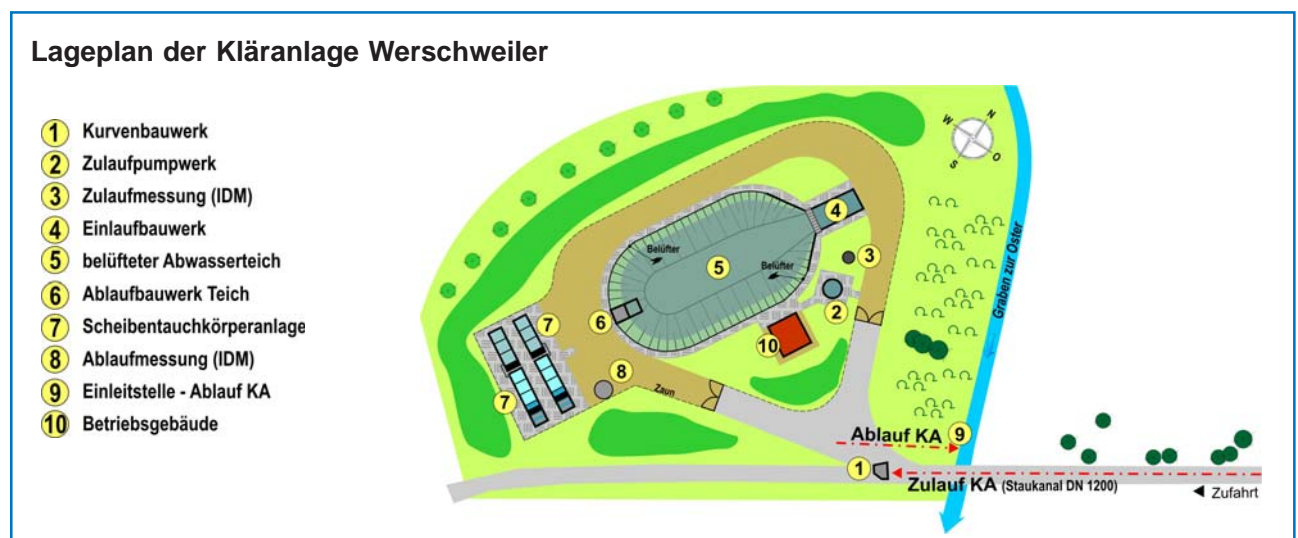 Lageplan der Kläranlage Werschweiler
1 Kurvenbauwerk
2 Zulaufpumpwerk
3 Zulaufmessung (IDM)
4 Einlaufbauwerk
5 belüfteter Abwasserteich
6 Ablaufbauwerk Teich
7 Scheibentauchkörperanlage
8 Ablaufmessung (IDM)
9 Einleitstelle - Ablauf KA
10 Betriebsgebäude
N
W
O
S
4
Belüfter
3
5
Belüfter
2
Graben zur Oster
6
7
10
8
7
Zaun
Ablauf KA 9
1
Zulauf KA (Staukanal DN 1200)
Zufahrt